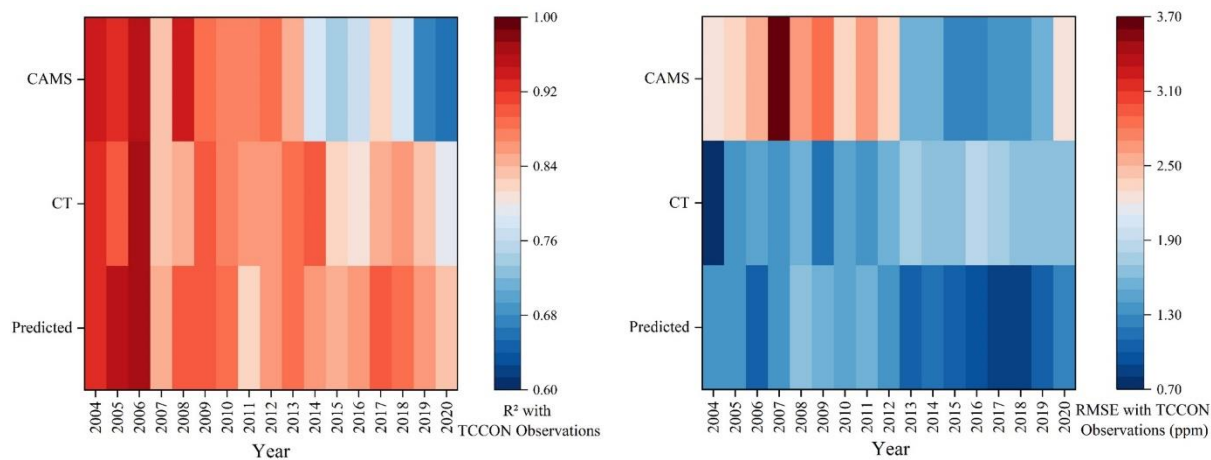 CAMS
CT
Predicted
2004 2005 2006 2007 2008 2009 2010 2011 2012 2013 2014 2015 2016 2017 2018 2019 2020
Year
1.00
0.92
0.84
0.76
0.68
0.60
R² with
TCCON Observations
CAMS
CT
Predicted
2004 2005 2006 2007 2008 2009 2010 2011 2012 2013 2014 2015 2016 2017 2018 2019 2020
Year
3.70
3.10
2.50
1.90
1.30
0.70
RMSE with TCCON
Observations (ppm)